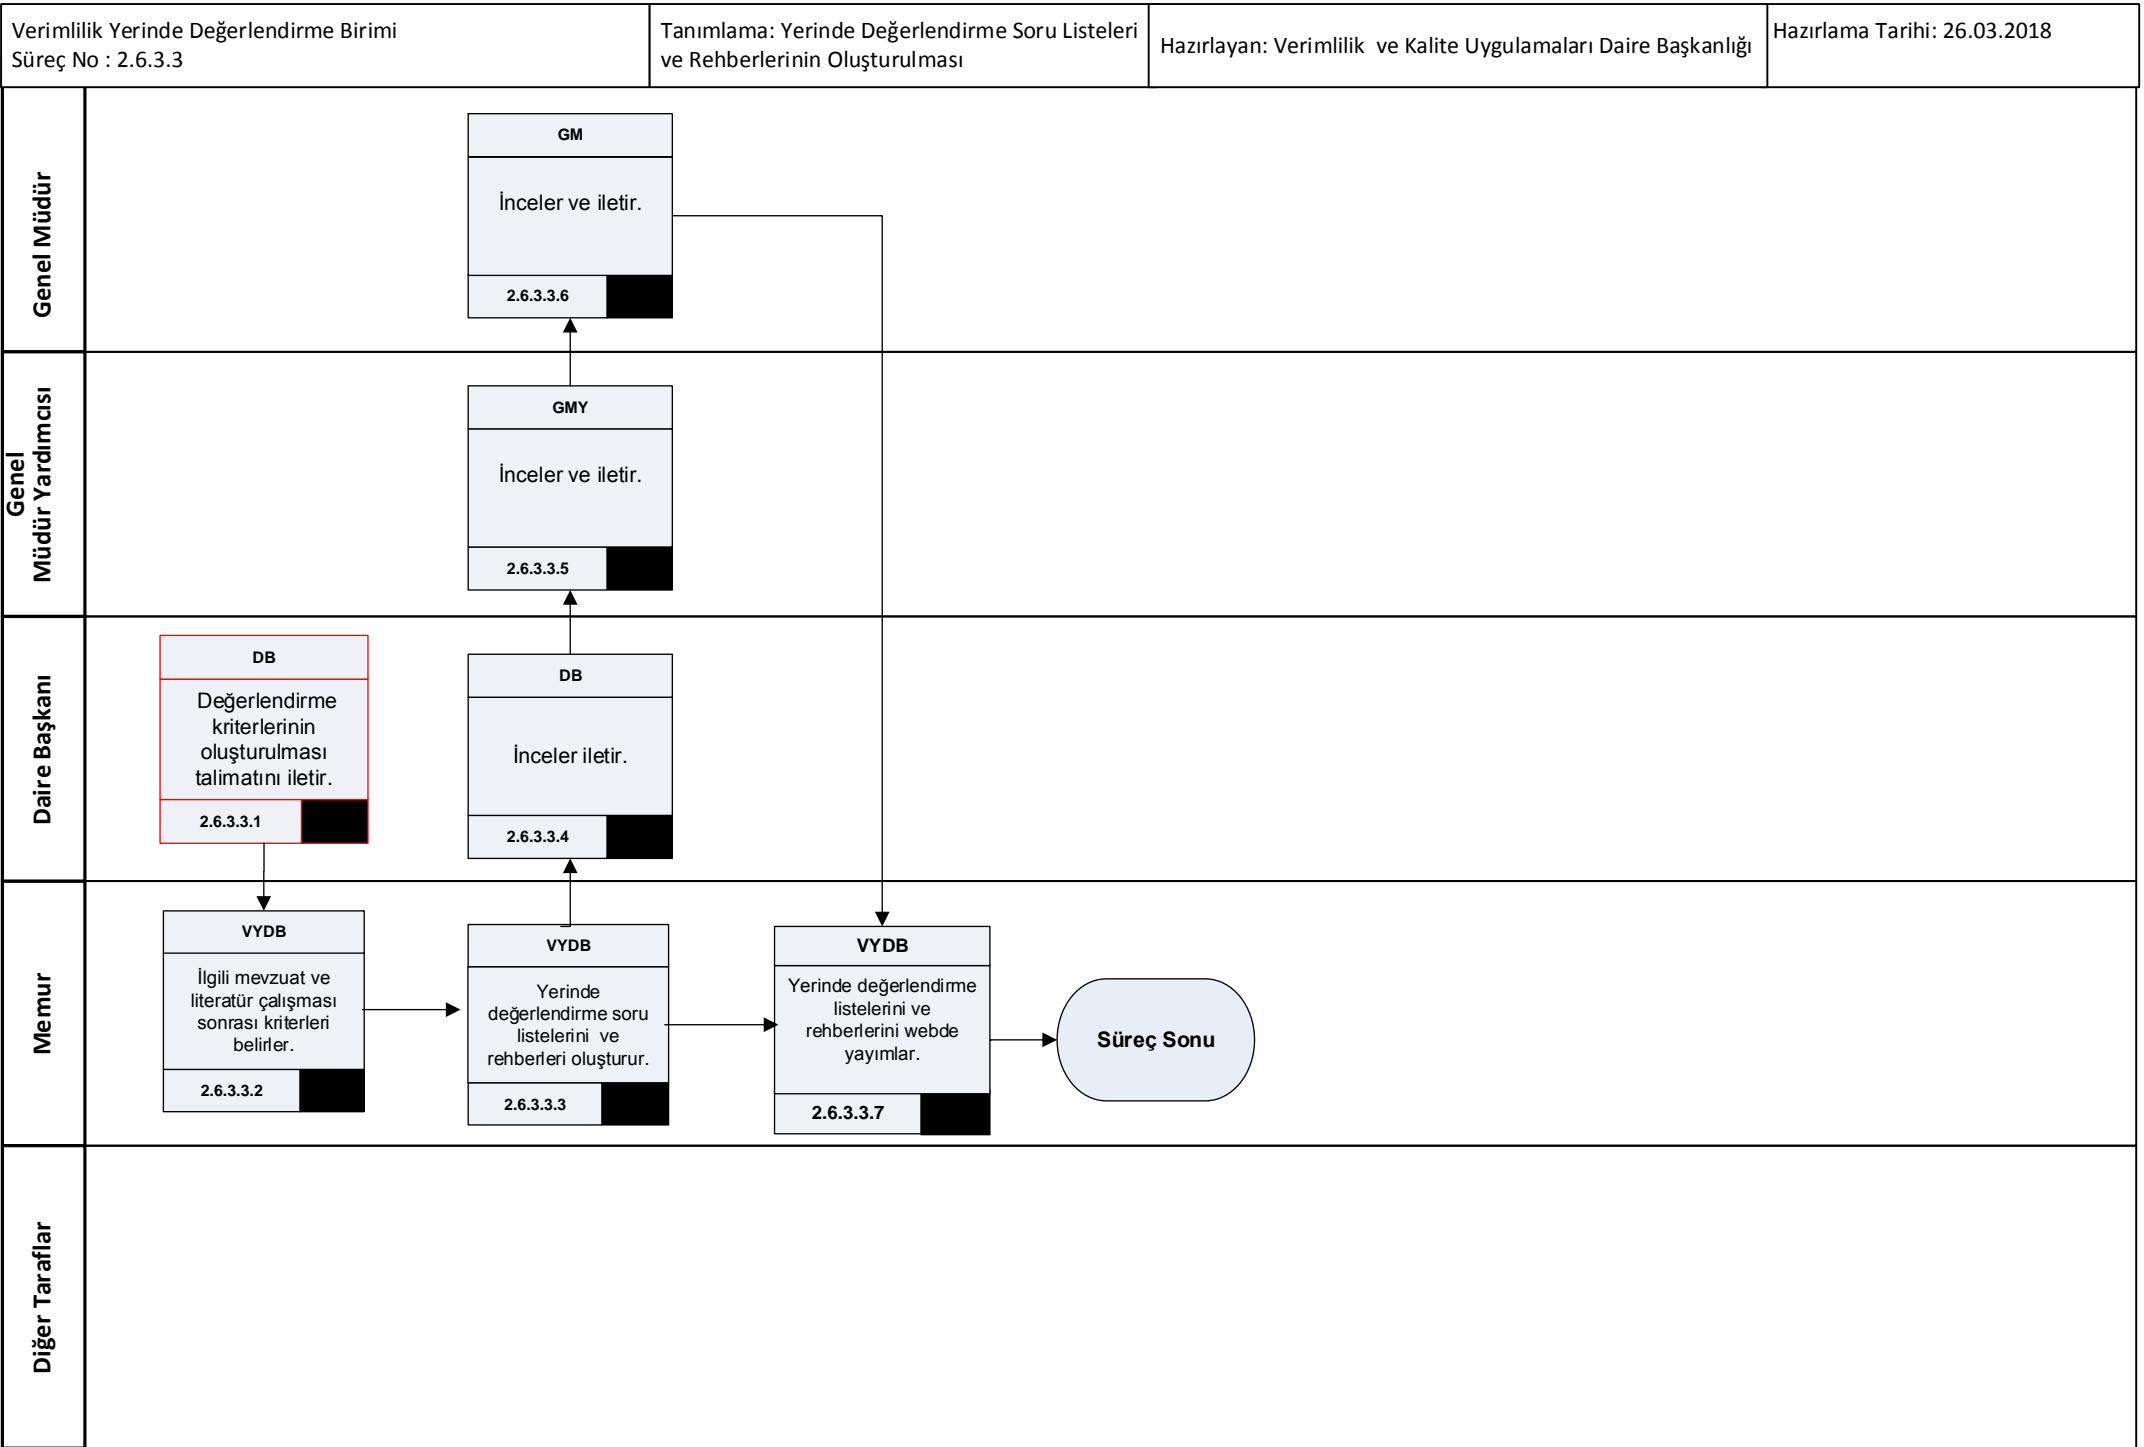 Verimlilik Yerinde Değerlendirme Birimi
Süreç No : 2.6.3.3
Tanımlama: Yerinde Değerlendirme Soru Listeleri
ve Rehberlerinin Oluşturulması
Hazırlayan: Verimlilik  ve Kalite Uygulamaları Daire Başkanlığı
Hazırlama Tarihi: 26.03.2018
Genel Müdür
GM
İnceler ve iletir.
2.6.3.3.6
Genel
Müdür Yardımcısı
GMY
İnceler ve iletir.
2.6.3.3.5
Daire Başkanı
DB
Değerlendirme
kriterlerinin
oluşturulması
talimatını iletir.
2.6.3.3.1
DB
İnceler iletir.
2.6.3.3.4
Memur
VYDB
İlgili mevzuat ve
literatür çalışması
sonrası kriterleri
belirler.
2.6.3.3.2
VYDB
Yerinde
değerlendirme soru
listelerini  ve
rehberleri oluşturur.
2.6.3.3.3
VYDB
Yerinde değerlendirme
listelerini ve
rehberlerini webde
yayımlar.
2.6.3.3.7
Süreç Sonu
Diğer Taraflar